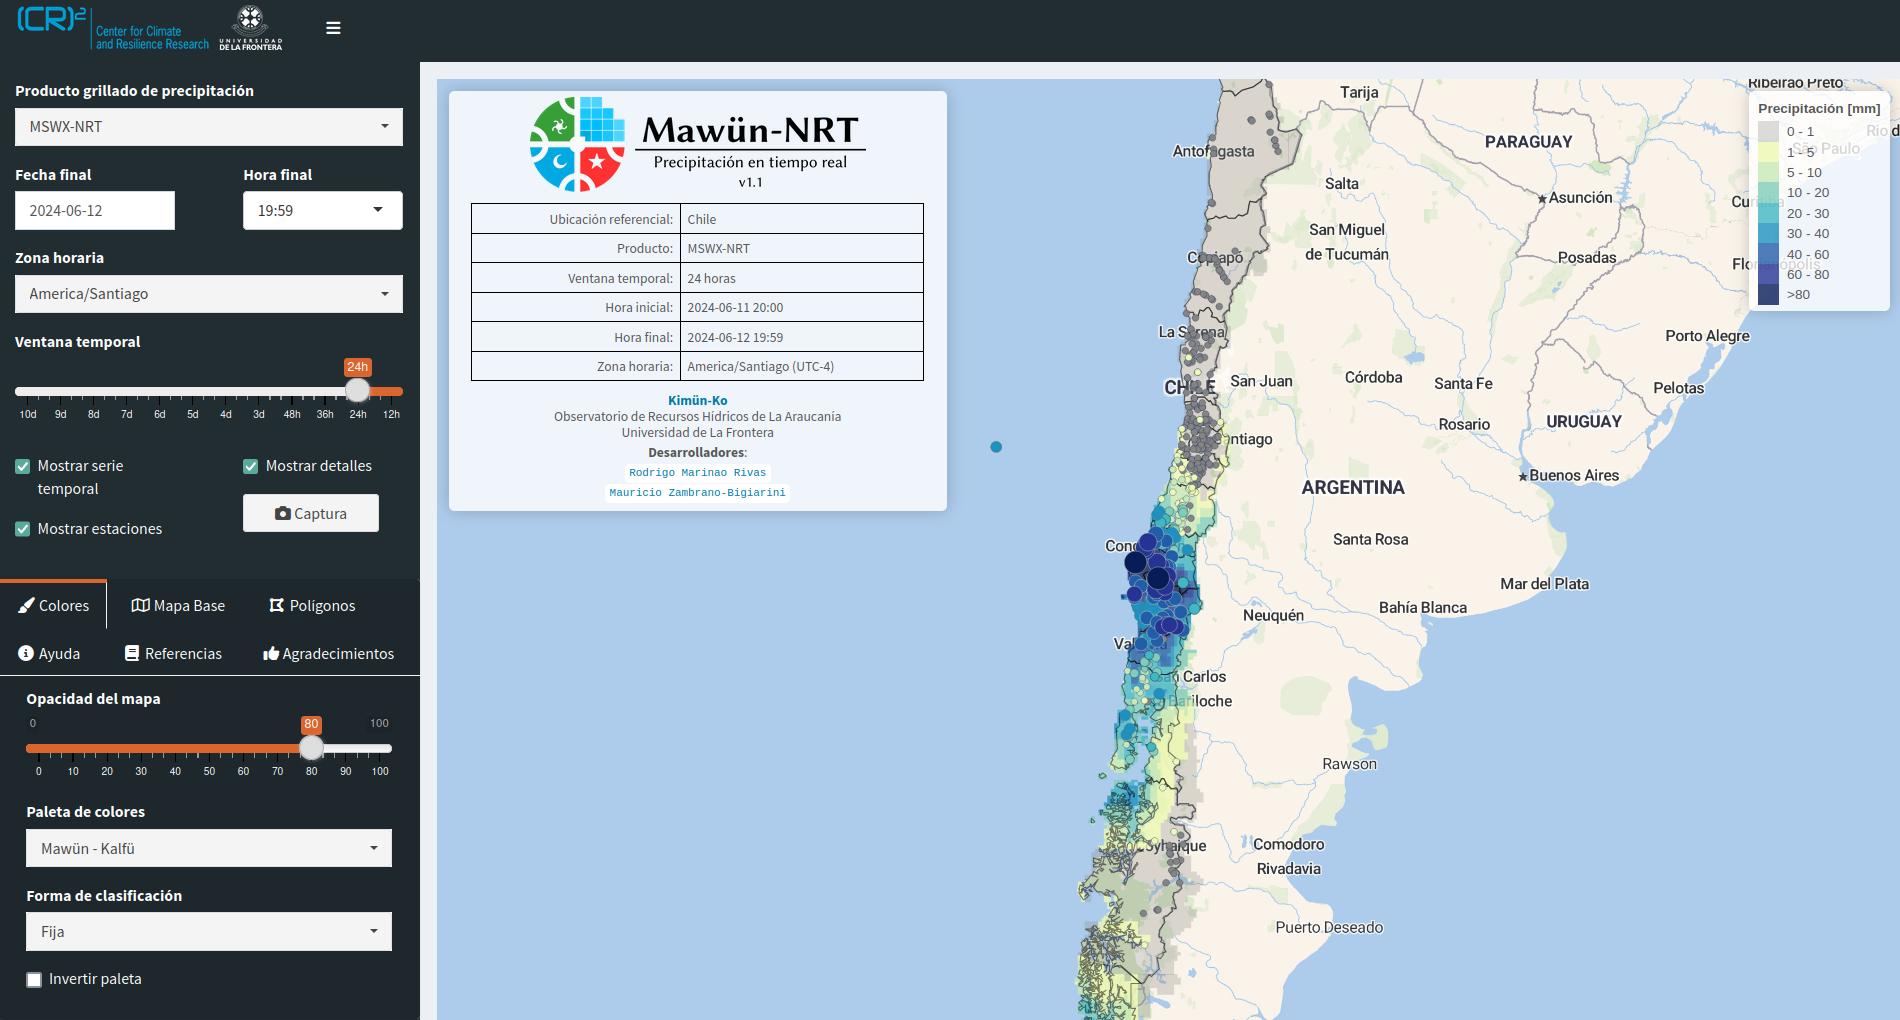 (CR)2
Center for Climate
and Resilience Research
UNIVERSIDAD
DE LA FRONTERA
Producto grillado de precipitación
MSWX-NRT
Fecha final
Hora final
2024-06-12
19:59
Zona horaria
America/Santiago
Ventana temporal
24h
10d 9d 8d 7d 6d 5d 4d 3d 48h 36h 24h 12h
Mostrar serie temporal
Mostrar detalles
Mostrar estaciones
Captura
Colores
Mapa Base
Polígonos
Ayuda
Referencias
Agradecimientos
Opacidad del mapa
0 80 100
0 10 20 30 40 50 60 70 80 90 100
Paleta de colores
Mawün - Kalfü
Forma de clasificación
Fija
Invertir paleta
Mawün-NRT
Precipitación en tiempo real
v1.1
Ubicación referencial: Chile
Producto: MSWX-NRT
Ventana temporal: 24 horas
Hora inicial: 2024-06-11 20:00
Hora final: 2024-06-12 19:59
Zona horaria: America/Santiago (UTC-4)
Kimün-Ko
Observatorio de Recursos Hídricos de La Araucanía
Universidad de La Frontera
Desarrolladores:
Rodrigo Marinao Rivas
Mauricio Zambrano-Bigiarini
Precipitación [mm]
0 - 1
1 - 5
5 - 10
10 - 20
20 - 30
30 - 40
40 - 60
60 - 80
>80
Ribeirão Preto
São Paulo
Tarija
PARAGUAY
Antofagasta
Salta
Asunción
San Miguel
de Tucumán
Copiapó
Posadas
Florianópolis
La Serena
Porto Alegre
CHILE
San Juan
Córdoba
Santa Fe
Pelotas
Rosario
URUGUAY
ntiago
Buenos Aires
ARGENTINA
Santa Rosa
Conc
Mar del Plata
Bahía Blanca
Neuquén
Val
San Carlos
Bariloche
Rawson
oyhaique
Comodoro
Rivadavia
Puerto Deseado